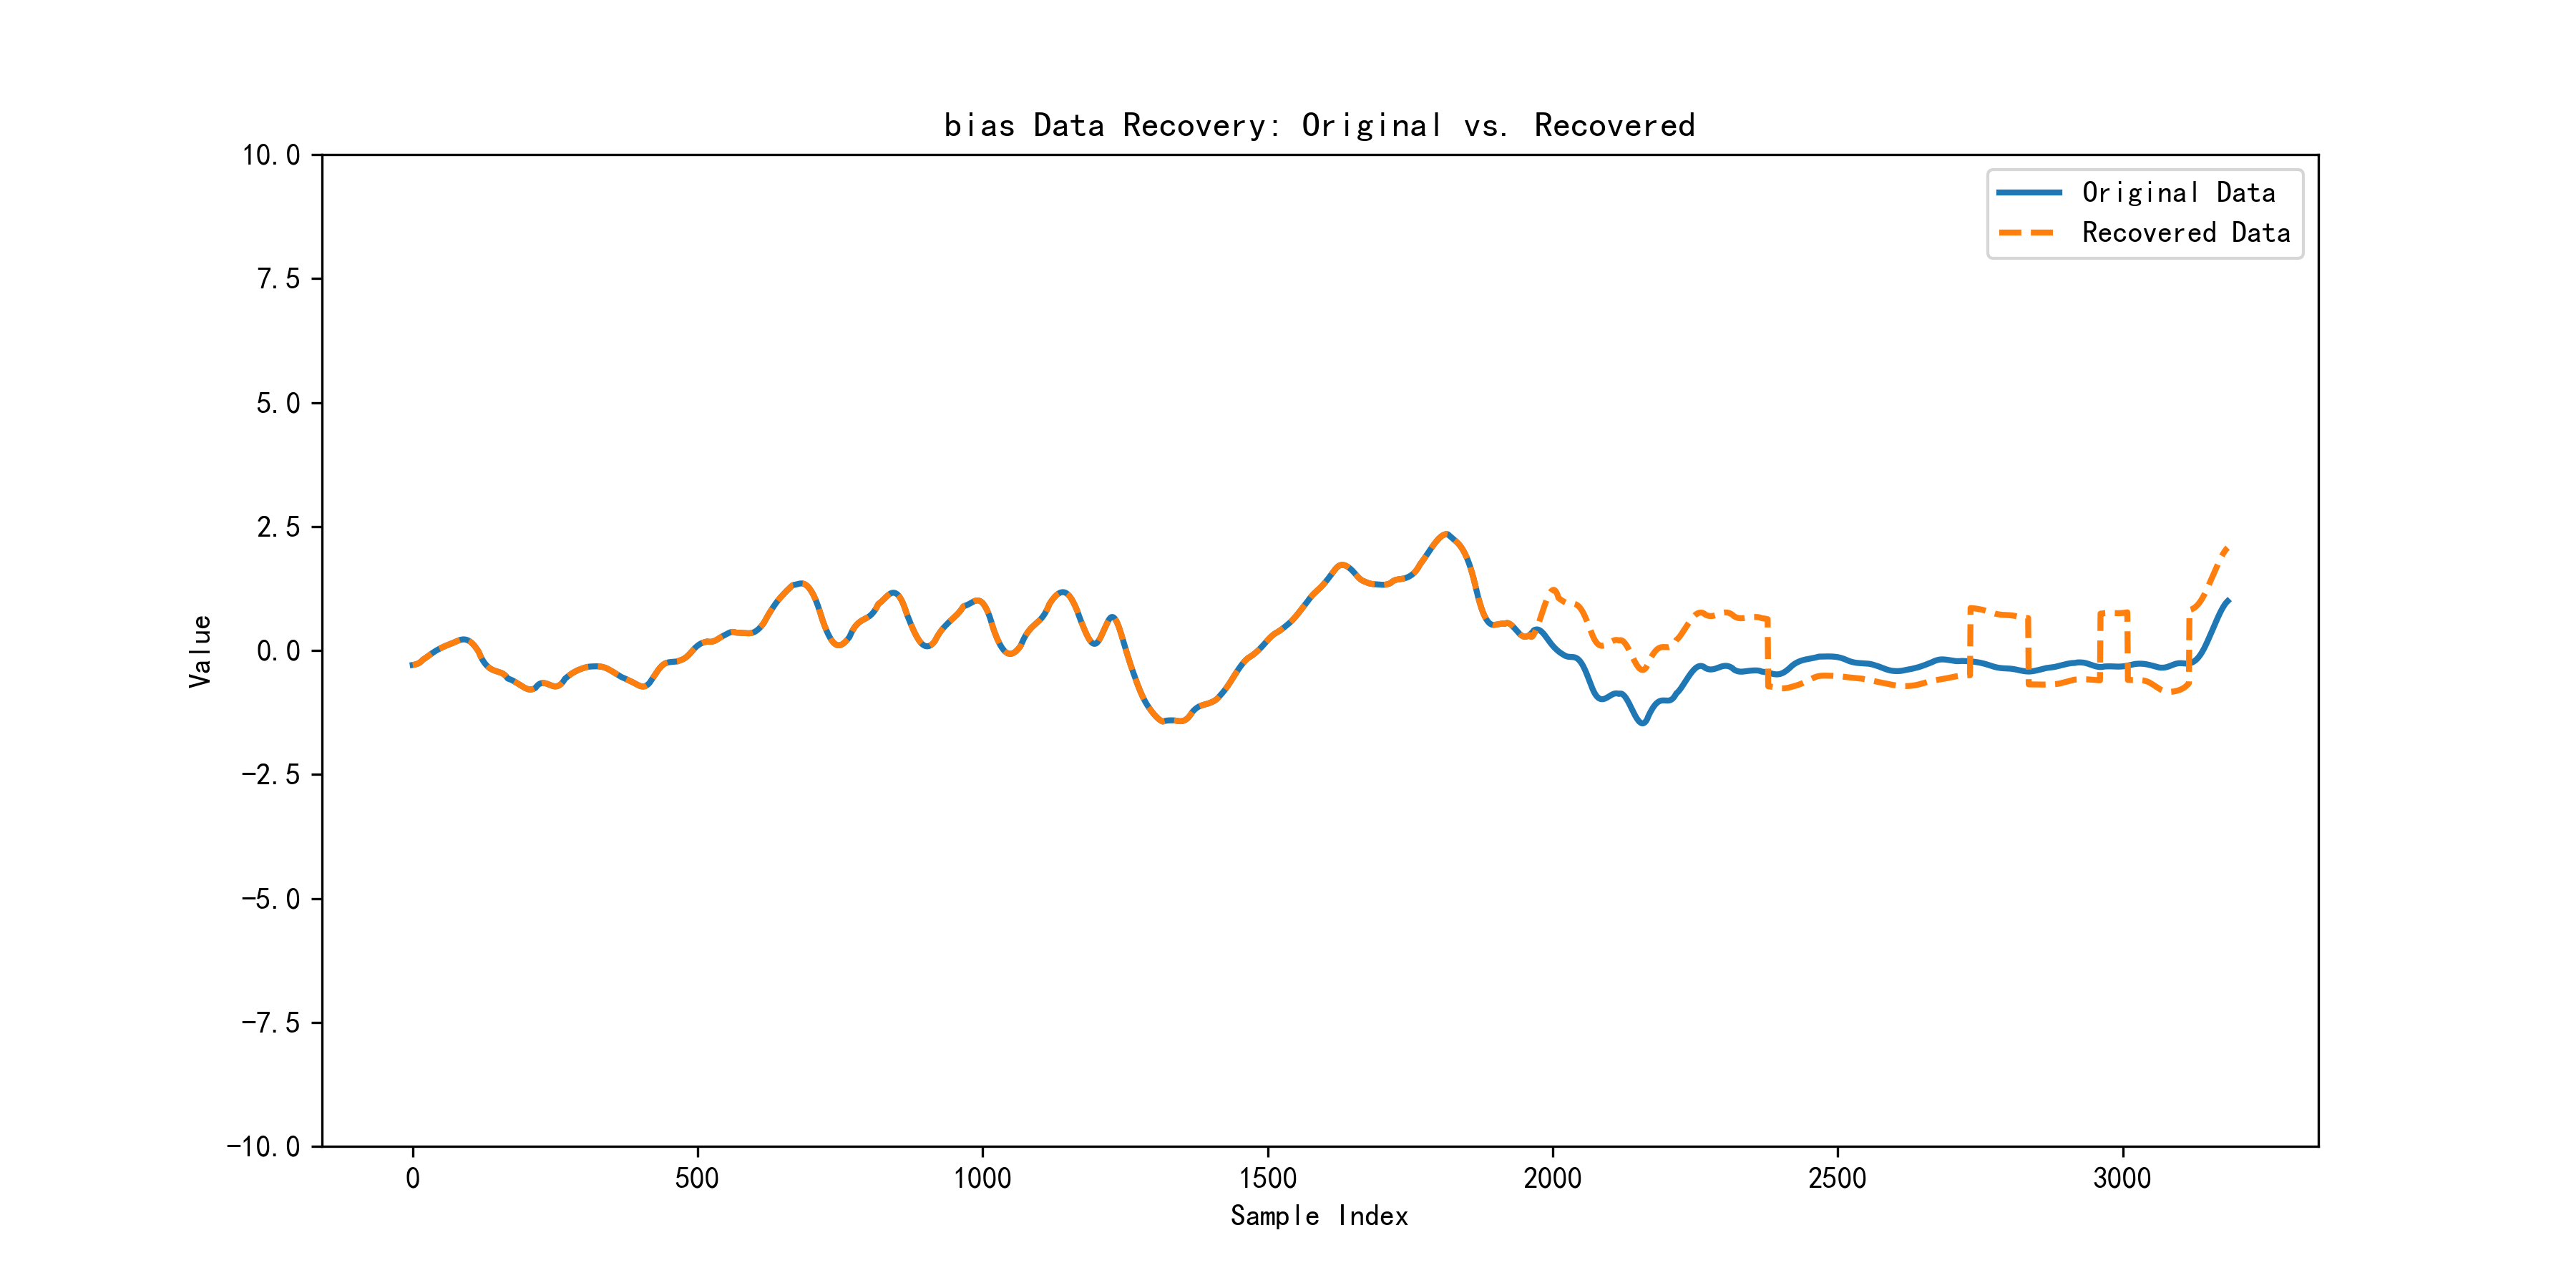 bias Data Recovery: Original vs. Recovered
10.0
7.5
5.0
2.5
0.0
-2.5
-5.0
-7.5
-10.0
Value
Original Data
Recovered Data
0 500 1000 1500 2000 2500 3000
Sample Index